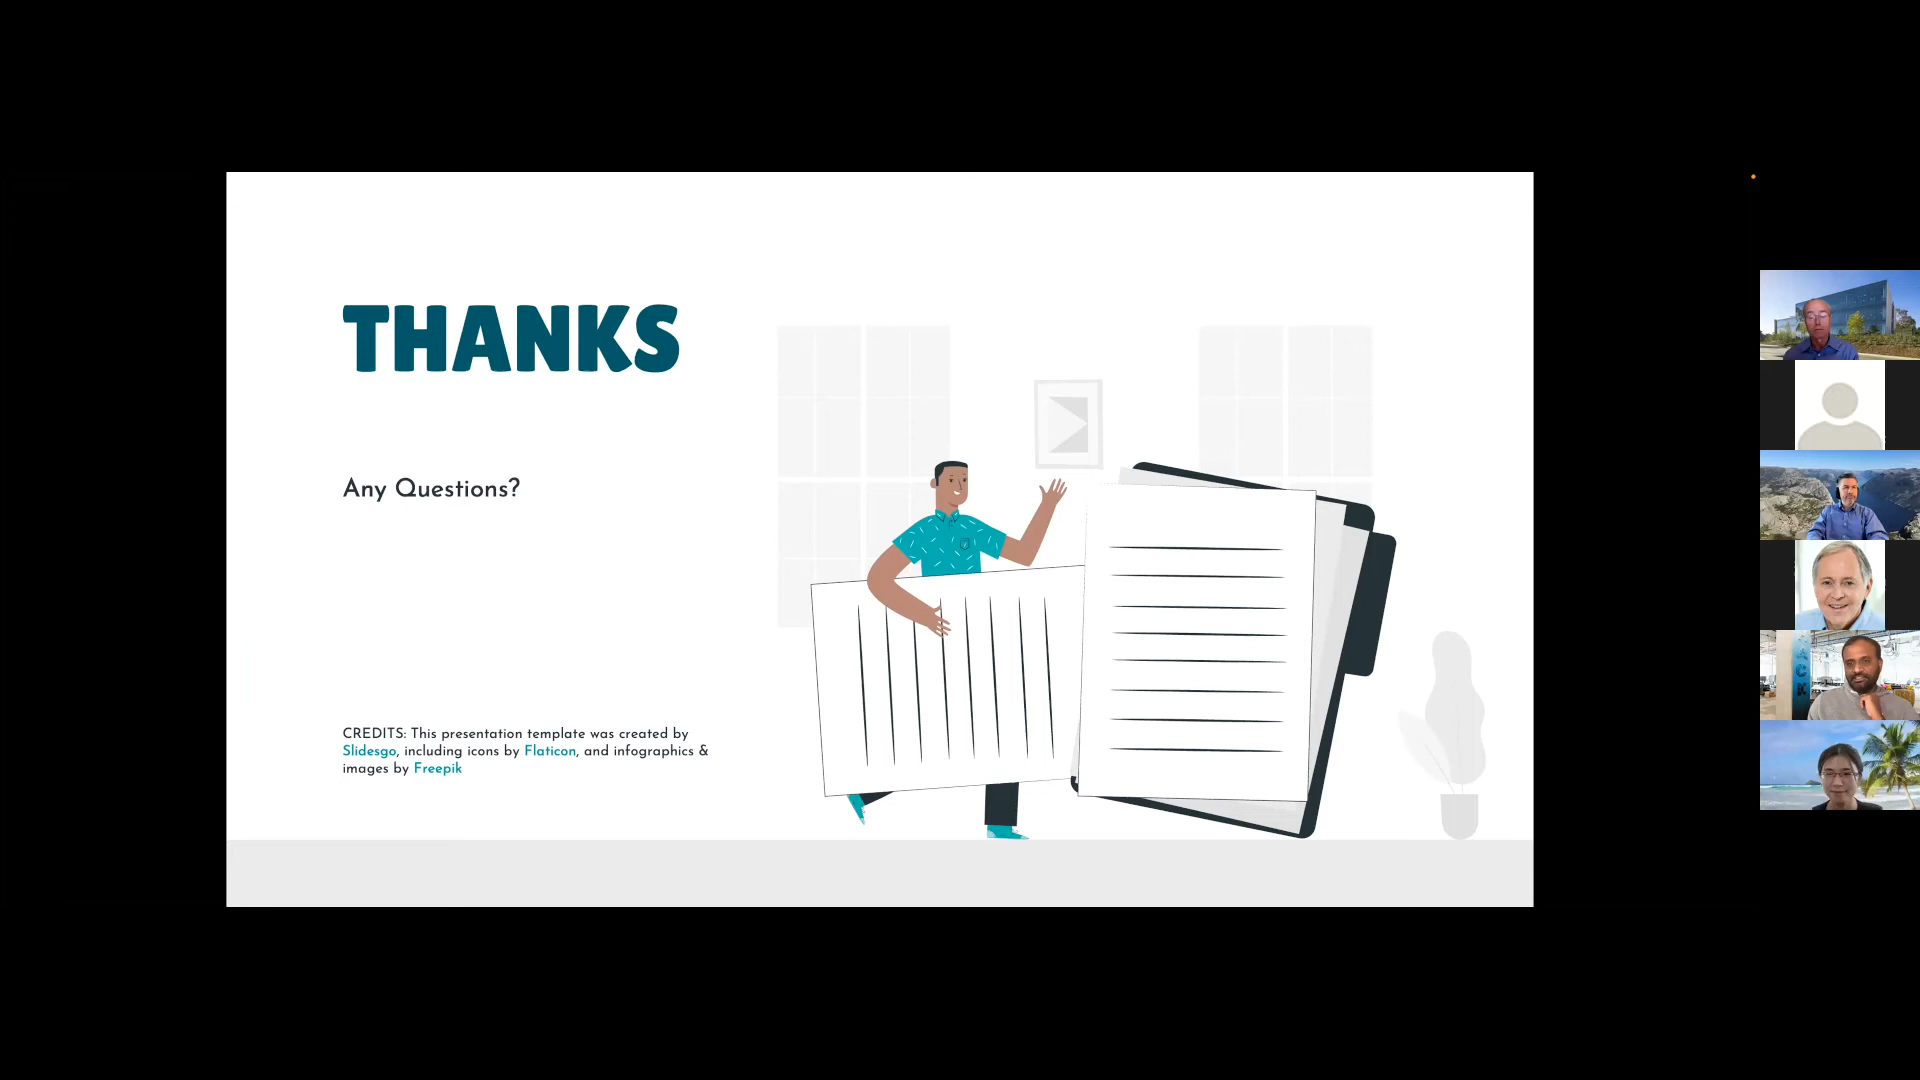 THANKS
Any Questions?
CREDITS: This presentation template was created by
Slidesgo, including icons by Flaticon, and infographics &
images by Freepik